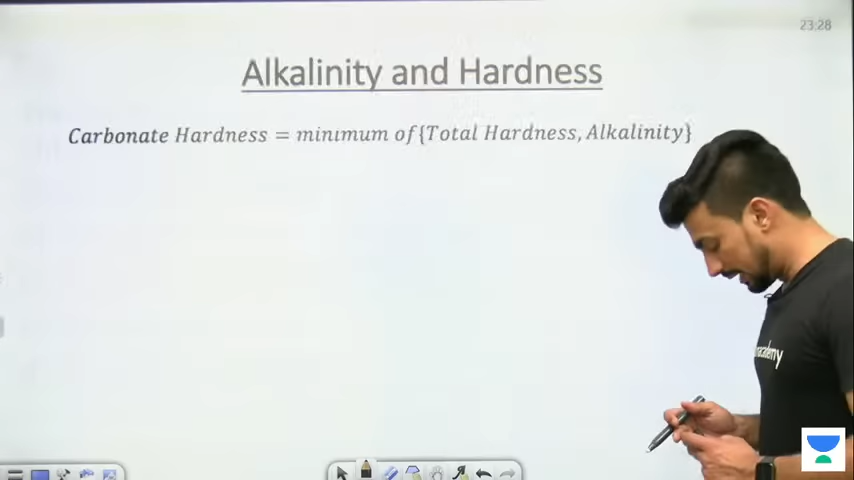 23:28
Alkalinity and Hardness
Carbonate Hardness = minimum of{Total Hardness, Alkalinity}